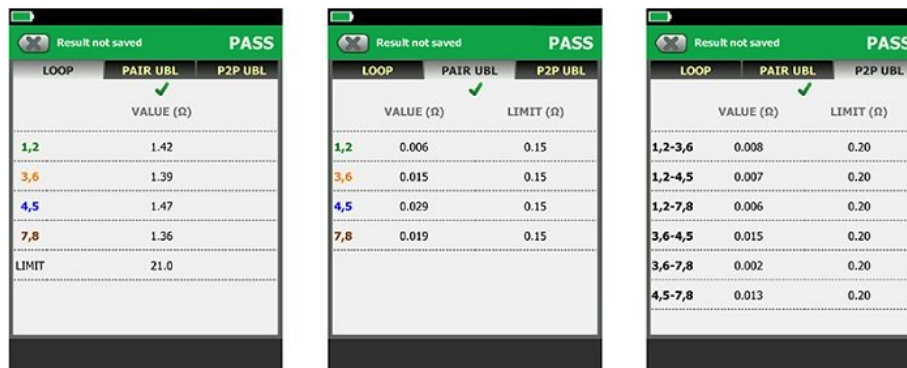 Result not saved PASS
LOOP PAIR UBL P2P UBL
VALUE (Ω)
1,2 1.42
3,6 1.39
4,5 1.47
7,8 1.36
LIMIT 21.0
Result not saved PASS
LOOP PAIR UBL P2P UBL
VALUE (Ω) LIMIT (Ω)
1,2 0.006 0.15
3,6 0.015 0.15
4,5 0.029 0.15
7,8 0.019 0.15
Result not saved PASS
LOOP PAIR UBL P2P UBL
VALUE (Ω) LIMIT (Ω)
1,2-3,6 0.008 0.20
1,2-4,5 0.007 0.20
1,2-7,8 0.006 0.20
3,6-4,5 0.015 0.20
3,6-7,8 0.002 0.20
4,5-7,8 0.013 0.20